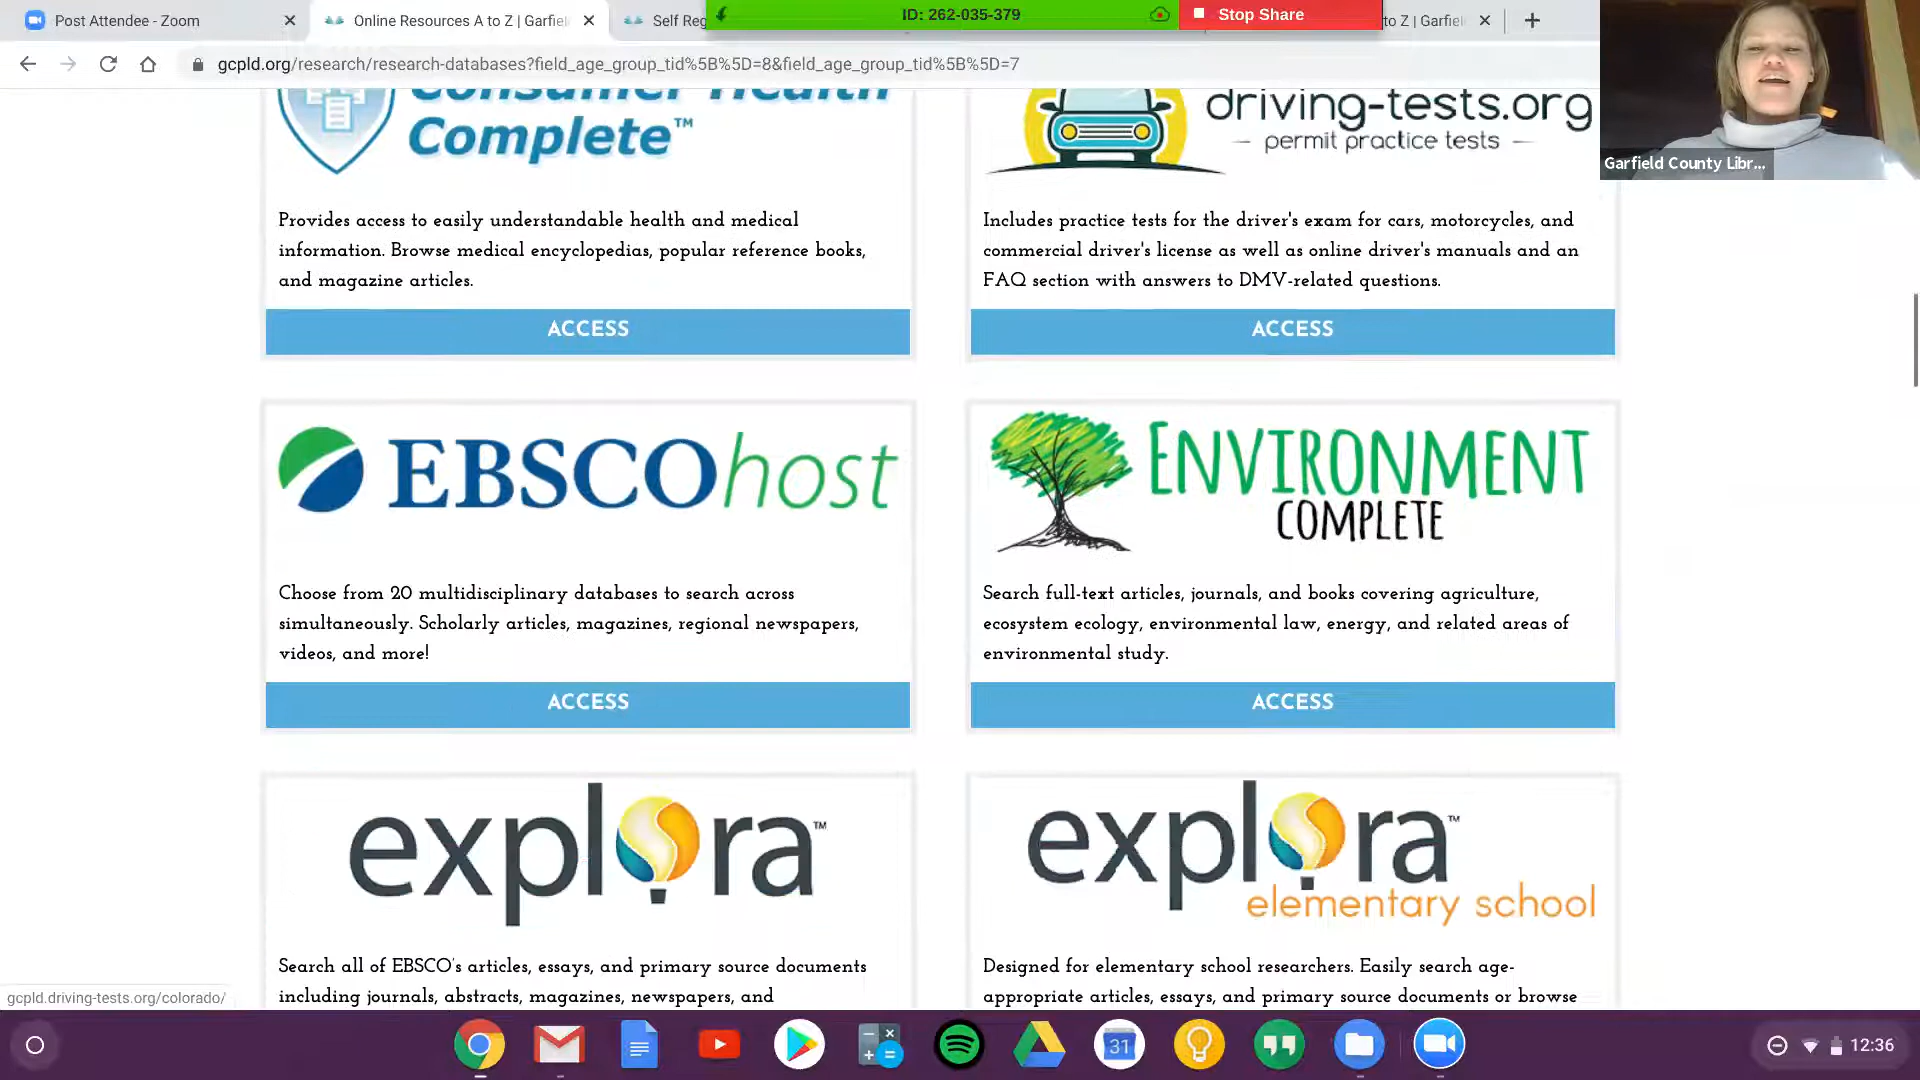 Post Attendee - Zoom
Online Resources A to Z | Garfie
Self Reg
ID: 262-035-379
Stop Share
to Z | Garfiel
gcpld.org/research/research-databases?field_age_group_tid%5B%5D=8&field_age_group_tid%5B%5D=7
Garfield County Libr...
Consumer Health
Complete™
driving-tests.org
permit practice tests
Provides access to easily understandable health and medical
information. Browse medical encyclopedias, popular reference books,
and magazine articles.
ACCESS
Includes practice tests for the driver's exam for cars, motorcycles, and
commercial driver's license as well as online driver's manuals and an
FAQ section with answers to DMV-related questions.
ACCESS
EBSCOhost
Choose from 20 multidisciplinary databases to search across
simultaneously. Scholarly articles, magazines, regional newspapers,
videos, and more!
ACCESS
ENVIRONMENT
COMPLETE
Search full-text articles, journals, and books covering agriculture,
ecosystem ecology, environmental law, energy, and related areas of
environmental study.
ACCESS
explora™
Search all of EBSCO's articles, essays, and primary source documents
including journals, abstracts, magazines, newspapers, and
explora™
elementary school
Designed for elementary school researchers. Easily search age-
appropriate articles, essays, and primary source documents or browse
gcpld.driving-tests.org/colorado/
31
12:36